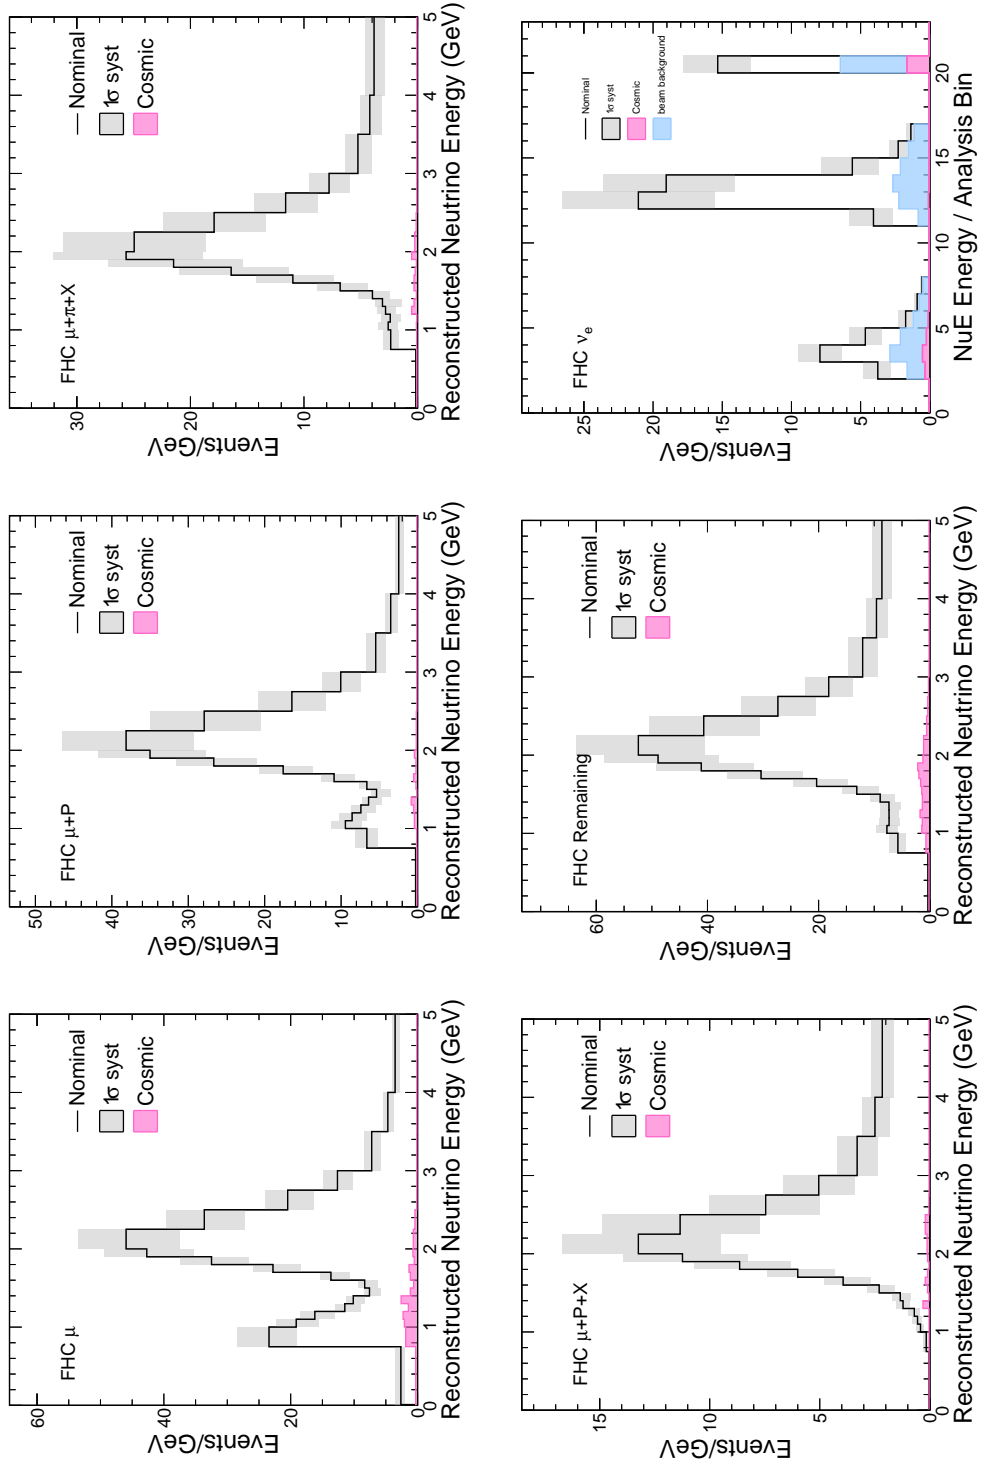 FHC μ
Nominal
1σ syst
Cosmic
60
40
20
0
Events/GeV
0 1 2 3 4 5
Reconstructed Neutrino Energy (GeV)
FHC μ+P
Nominal
1σ syst
Cosmic
50
40
30
20
10
0
Events/GeV
0 1 2 3 4 5
Reconstructed Neutrino Energy (GeV)
FHC μ+π+X
Nominal
1σ syst
Cosmic
30
20
10
0
Events/GeV
0 1 2 3 4 5
Reconstructed Neutrino Energy (GeV)
FHC μ+P+X
Nominal
1σ syst
Cosmic
15
10
5
0
Events/GeV
0 1 2 3 4 5
Reconstructed Neutrino Energy (GeV)
FHC Remaining
Nominal
1σ syst
Cosmic
60
40
20
0
Events/GeV
0 1 2 3 4 5
Reconstructed Neutrino Energy (GeV)
FHC νe
Nominal
1σ syst
Cosmic
beam background
25
20
15
10
5
0
Events/GeV
0 5 10 15 20
NuE Energy / Analysis Bin